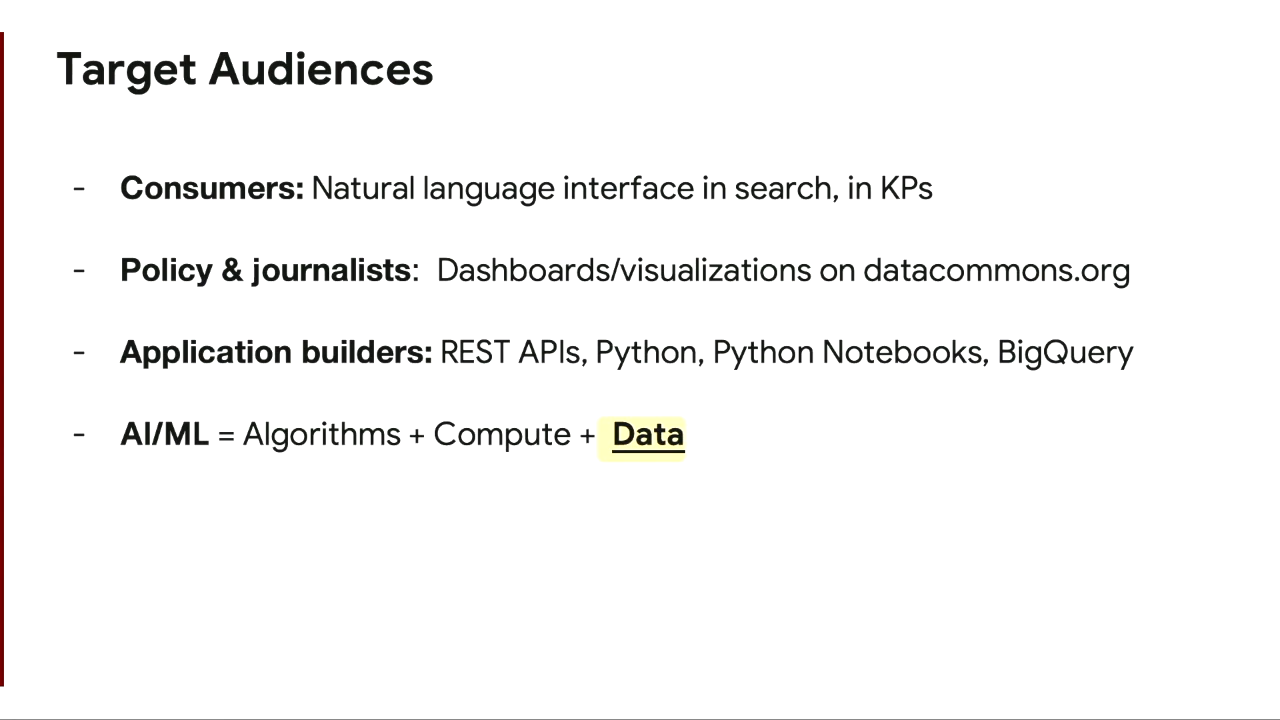 Target Audiences
- Consumers: Natural language interface in search, in KPs
- Policy & journalists: Dashboards/visualizations on datacommons.org
- Application builders: REST APIs, Python, Python Notebooks, BigQuery
- AI/ML = Algorithms + Compute + Data